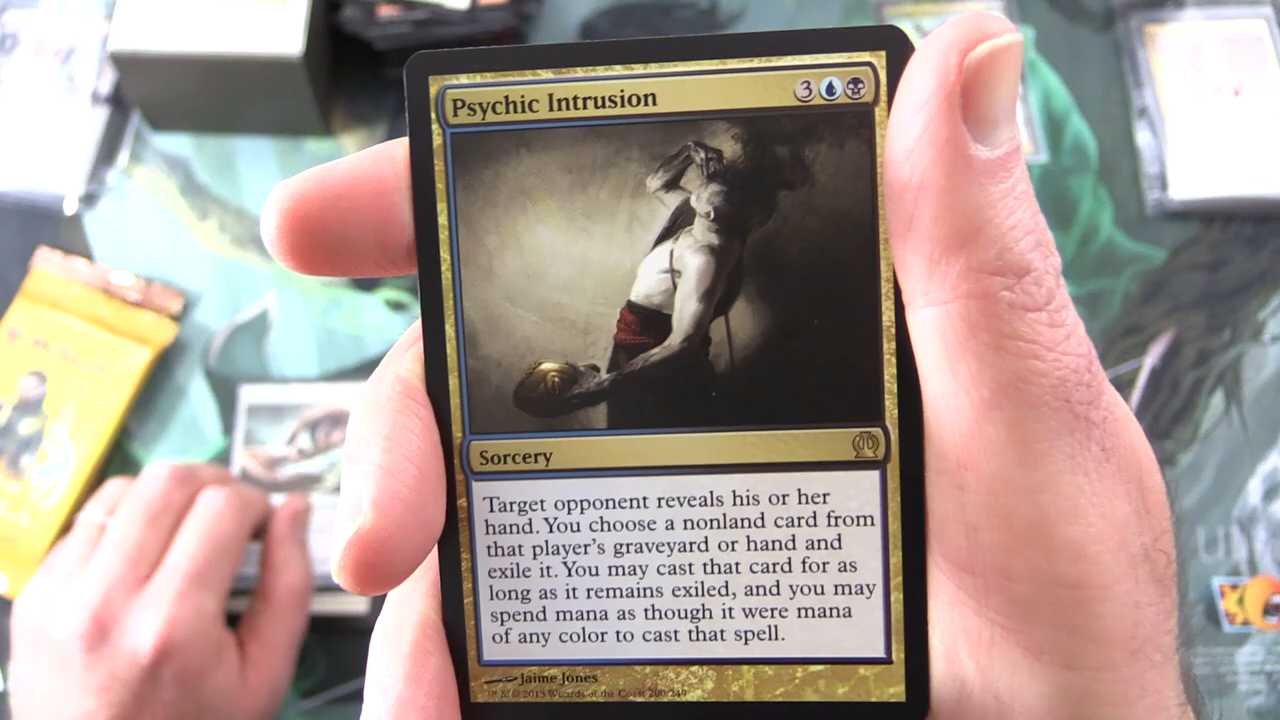 Psychic Intrusion 3
Sorcery
Target opponent reveals his or her
hand. You choose a nonland card from
that player's graveyard or hand and
exile it. You may cast that card for as
long as it remains exiled, and you may
spend mana as though it were mana
of any color to cast that spell.
Jaime Jones
™ & © 2013 Wizards of the Coast 200/249